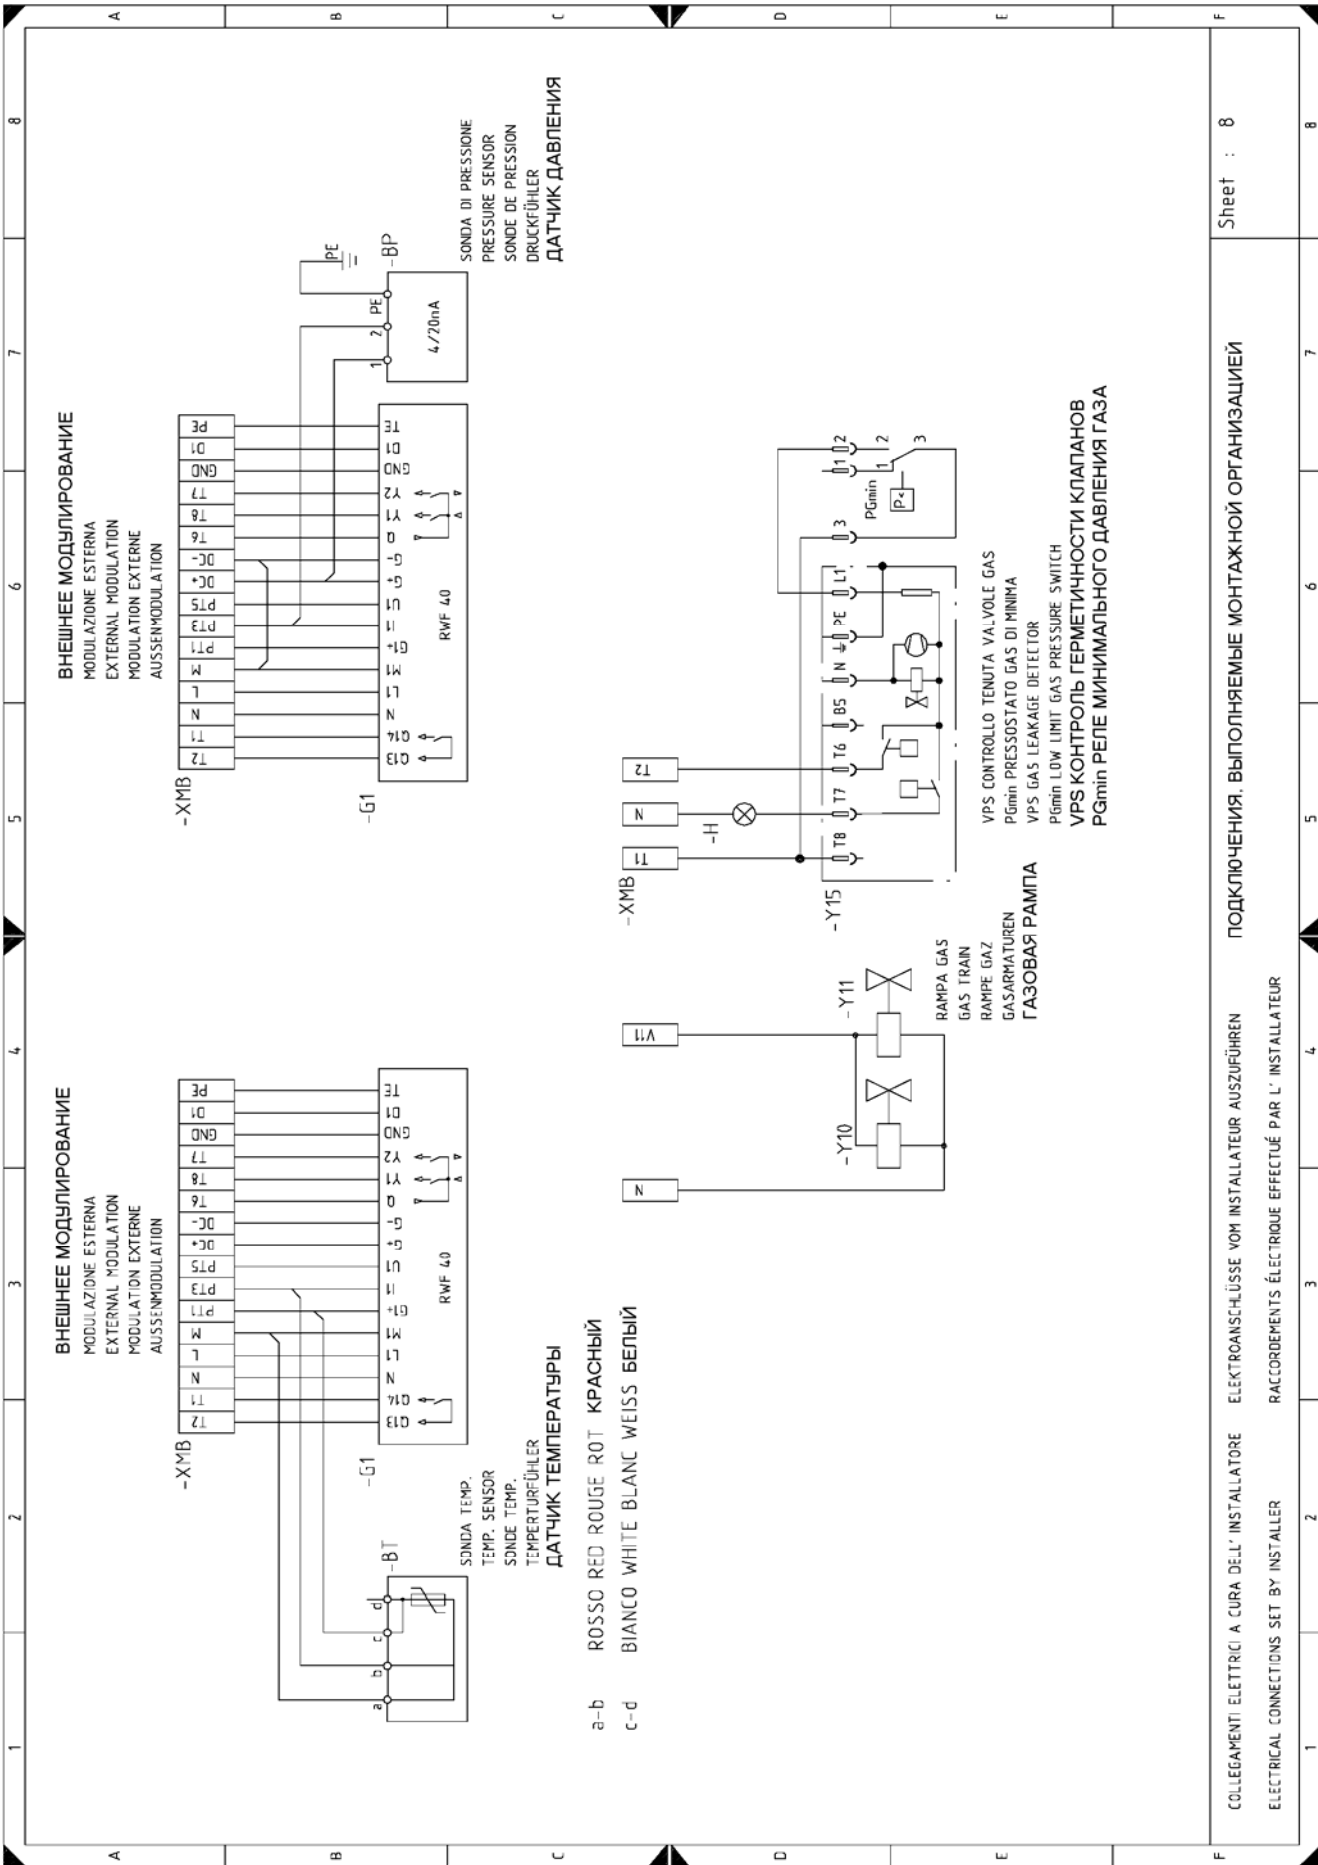 1 2 3 4 5 6 7 8
A
B
C
D
E
F
ВНЕШНЕЕ МОДУЛИРОВАНИЕ
MODULAZIONE ESTERNA
EXTERNAL MODULATION
MODULATION EXTERNE
AUSSENMODULATION
-XMB
T2 T1 N L M PT1 PT3 PT5 DC+ DC- T6 T8 T7 GND D1 PE
-G1
Q13 Q14 N L1 M1 G1+ I1 U1 G+ G- Q Y1 Y2 GND D1 TE
RWF 40
-BT
a b c d
SONDA TEMP.
TEMP. SENSOR
SONDE TEMP.
TEMPERTURFÜHLER
ДАТЧИК ТЕМПЕРАТУРЫ
a-b ROSSO RED ROUGE ROT КРАСНЫЙ
c-d BIANCO WHITE BLANC WEISS БЕЛЫЙ
ВНЕШНЕЕ МОДУЛИРОВАНИЕ
MODULAZIONE ESTERNA
EXTERNAL MODULATION
MODULATION EXTERNE
AUSSENMODULATION
-XMB
T2 T1 N L M PT1 PT3 PT5 DC+ DC- T6 T8 T7 GND D1 PE
-G1
Q13 Q14 N L1 M1 G1+ I1 U1 G+ G- Q Y1 Y2 GND D1 TE
RWF 40
PE
-BP
1 2 PE
4/20mA
SONDA DI PRESSIONE
PRESSURE SENSOR
SONDE DE PRESSION
DRUCKFÜHLER
ДАТЧИК ДАВЛЕНИЯ
N V11
-Y10 -Y11
RAMPA GAS
GAS TRAIN
RAMPE GAZ
GASARMATUREN
ГАЗОВАЯ РАМПА
-XMB
T1 N T2
-H
-Y15
T8 T7 T6 B5 N PE L1 3 1 2
PGmin
P<
1 2
3
VPS CONTROLLO TENUTA VALVOLE GAS
PGmin PRESSOSTATO GAS DI MINIMA
VPS GAS LEAKAGE DETECTOR
PGmin LOW LIMIT GAS PRESSURE SWITCH
VPS КОНТРОЛЬ ГЕРМЕТИЧНОСТИ КЛАПАНОВ
PGmin РЕЛЕ МИНИМАЛЬНОГО ДАВЛЕНИЯ ГАЗА
COLLEGAMENTI ELETTRICI A CURA DELL' INSTALLATORE ELEKTROANSCHLÜSSE VOM INSTALLATEUR AUSZUFÜHREN ПОДКЛЮЧЕНИЯ, ВЫПОЛНЯЕМЫЕ МОНТАЖНОЙ ОРГАНИЗАЦИЕЙ Sheet : 8
ELECTRICAL CONNECTIONS SET BY INSTALLER RACCORDEMENTS ÉLECTRIQUE EFFECTUÉ PAR L' INSTALLATEUR
1 2 3 4 5 6 7 8
A
B
C
D
E
F